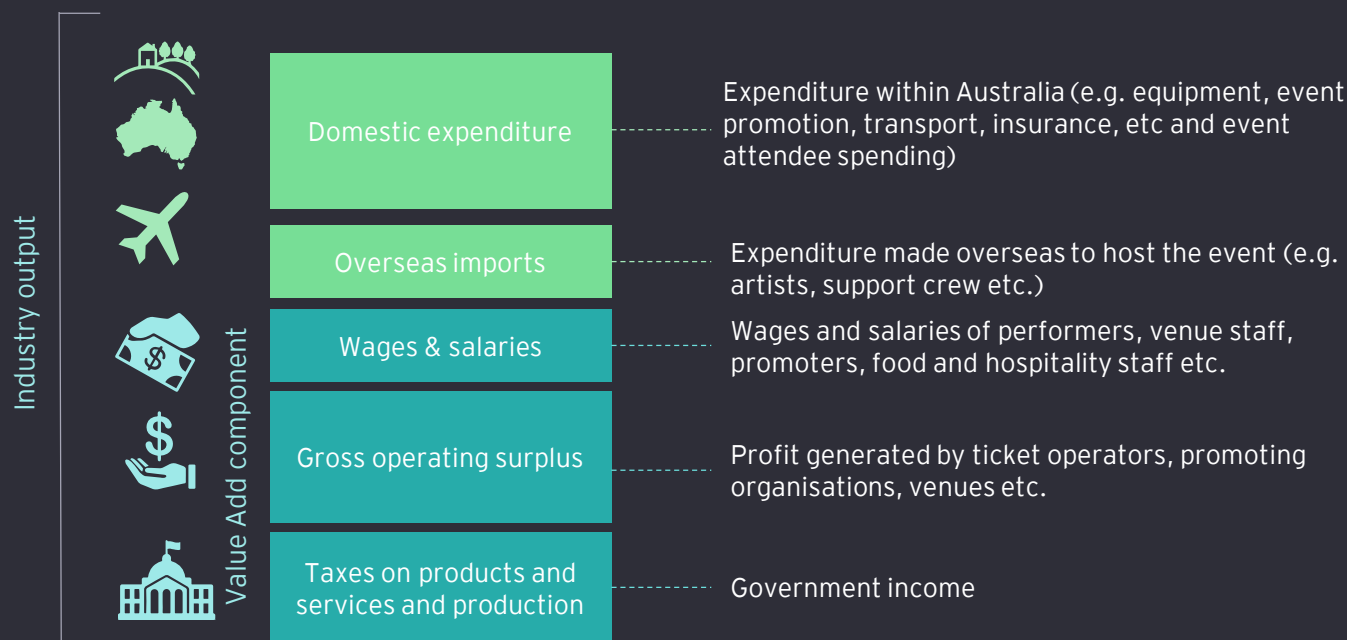 Industry output
Value Add component
Domestic expenditure
Expenditure within Australia (e.g. equipment, event
promotion, transport, insurance, etc and event
attendee spending)
Overseas imports
Expenditure made overseas to host the event (e.g.
artists, support crew etc.)
Wages & salaries
Wages and salaries of performers, venue staff,
promoters, food and hospitality staff etc.
Gross operating surplus
Profit generated by ticket operators, promoting
organisations, venues etc.
Taxes on products and
services and production
Government income
$
$